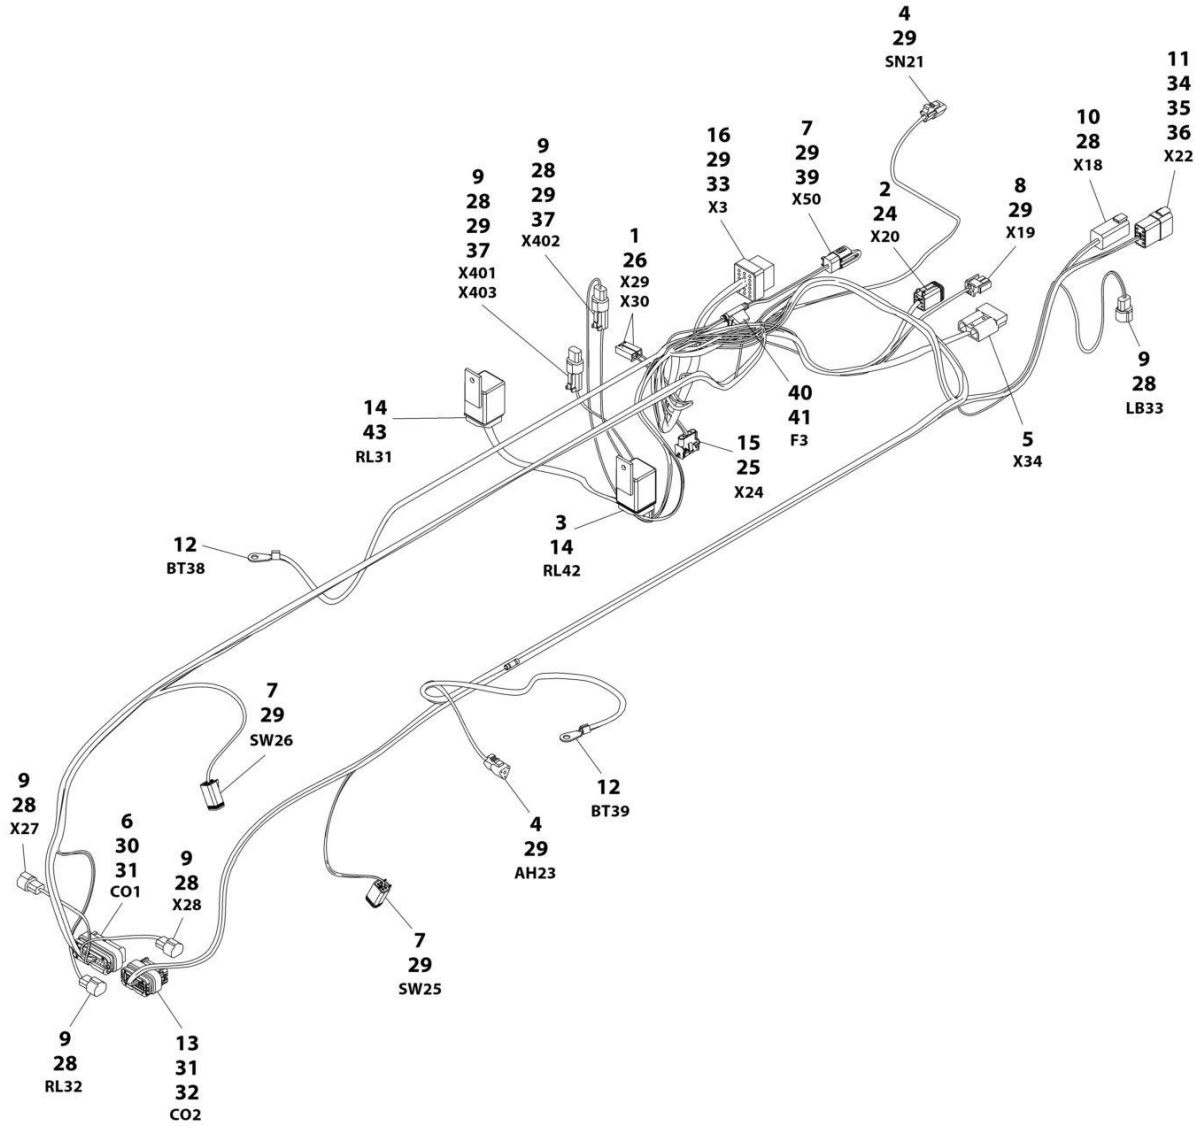 4
29
SN21
11
34
35
36
X22
10
28
X18
16
29
33
X3
7
29
39
X50
9
28
29
37
X402
9
28
29
37
X401
X403
2
24
X20
8
29
X19
1
26
X29
X30
9
28
LB33
14
43
RL31
40
41
F3
15
25
X24
5
X34
3
14
RL42
12
BT38
7
29
SW26
12
BT39
9
28
X27
6
30
31
CO1
9
28
X28
4
29
AH23
7
29
SW25
9
28
RL32
13
31
32
CO2